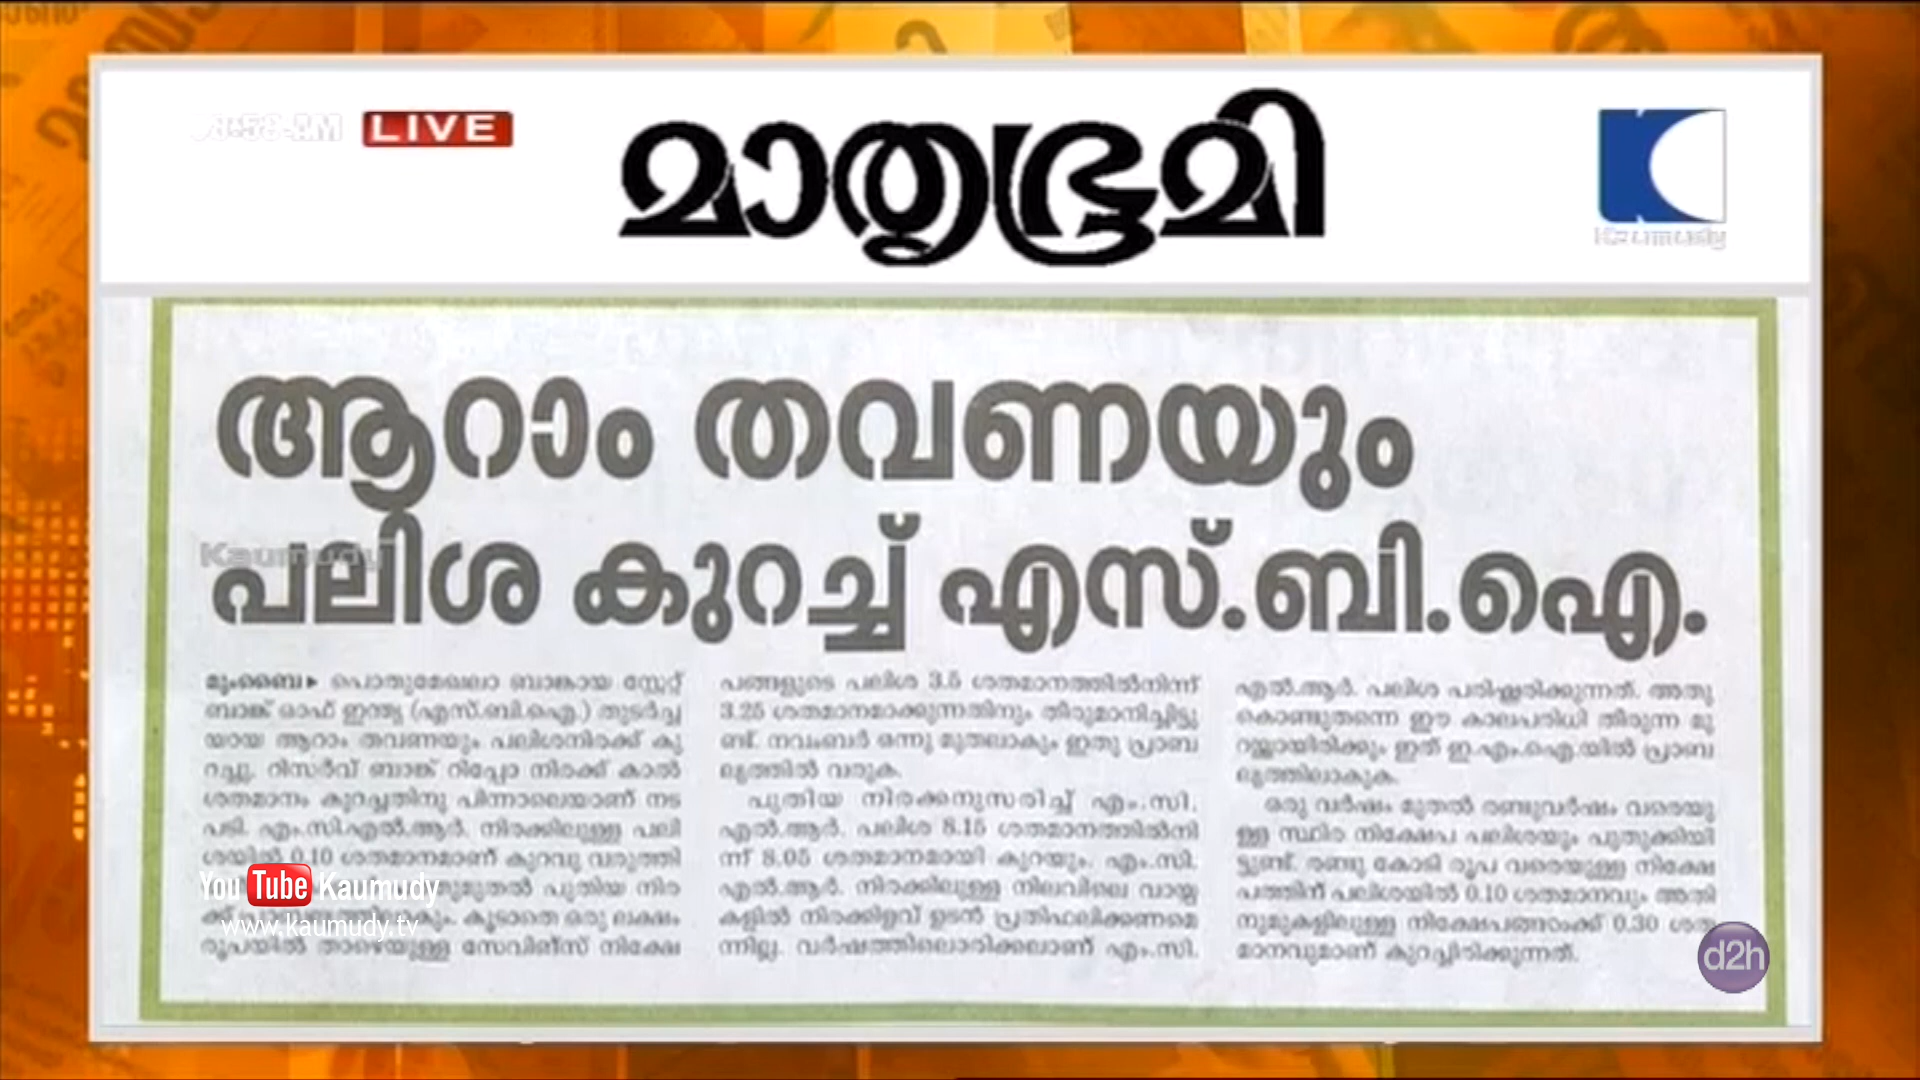 LIVE
മാതൃഭൂമി
Kaumudy
ആറാം തവണയും
പലിശ കുറച്ച് എസ്.ബി.ഐ.
Kaumudy
മുംബൈ▸ പൊതുമേഖലാ ബാങ്കായ സ്റ്റേറ്റ്
ബാങ്ക് ഓഫ് ഇന്ത്യ (എസ്.ബി.ഐ.) തുടർച്ച
യായ ആറാം തവണയും പലിശനിരക്ക് കു
റച്ചു. റിസർവ് ബാങ്ക് റിപ്പോ നിരക്ക് കാൽ
ശതമാനം കുറച്ചതിനു പിന്നാലെയാണ് നട
പടി. എം.സി.എൽ.ആർ. നിരക്കിലുള്ള പലി
ശയിൽ 0.10 ശതമാനമാണ് കുറവു വരുത്തി
മുതൽ പുതിയ നിര
കൂടാതെ ഒരു ലക്ഷം
രൂപയിൽ താഴെയുള്ള സേവിങ്സ് നിക്ഷേ
പങ്ങളുടെ പലിശ 3.5 ശതമാനത്തിൽനിന്ന്
3.25 ശതമാനമാക്കുന്നതിനും തീരുമാനിച്ചിട്ടു
ണ്ട്. നവംബർ ഒന്നു മുതലാകും ഇതു പ്രാബ
ല്യത്തിൽ വരുക.
പുതിയ നിരക്കനുസരിച്ച് എം.സി.
എൽ.ആർ. പലിശ 8.15 ശതമാനത്തിൽനി
ന്ന് 8.05 ശതമാനമായി കുറയും. എം.സി.
എൽ.ആർ. നിരക്കിലുള്ള നിലവിലെ വായ്പ
കളിൽ നിരക്കിളവ് ഉടൻ പ്രതിഫലിക്കണമെ
ന്നില്ല. വർഷത്തിലൊരിക്കലാണ് എം.സി.
എൽ.ആർ. പലിശ പരിഷ്കരിക്കുന്നത്. അതു
കൊണ്ടുതന്നെ ഈ കാലപരിധി തീരുന്ന മു
റയ്ക്കായിരിക്കും ഇത് ഇ.എം.ഐ.യിൽ പ്രാബ
ല്യത്തിലാകുക.
ഒരു വർഷം മുതൽ രണ്ടുവർഷം വരെയു
ള്ള സ്ഥിര നിക്ഷേപ പലിശയും പുതുക്കിയി
ട്ടുണ്ട്. രണ്ടു കോടി രൂപ വരെയുള്ള നിക്ഷേ
പത്തിന് പലിശയിൽ 0.10 ശതമാനവും അതി
നുമുകളിലുള്ള നിക്ഷേപങ്ങൾക്ക് 0.30 ശത
മാനവുമാണ് കുറച്ചിരിക്കുന്നത്.
You Tube Kaumudy
www.kaumudy.tv
d2h